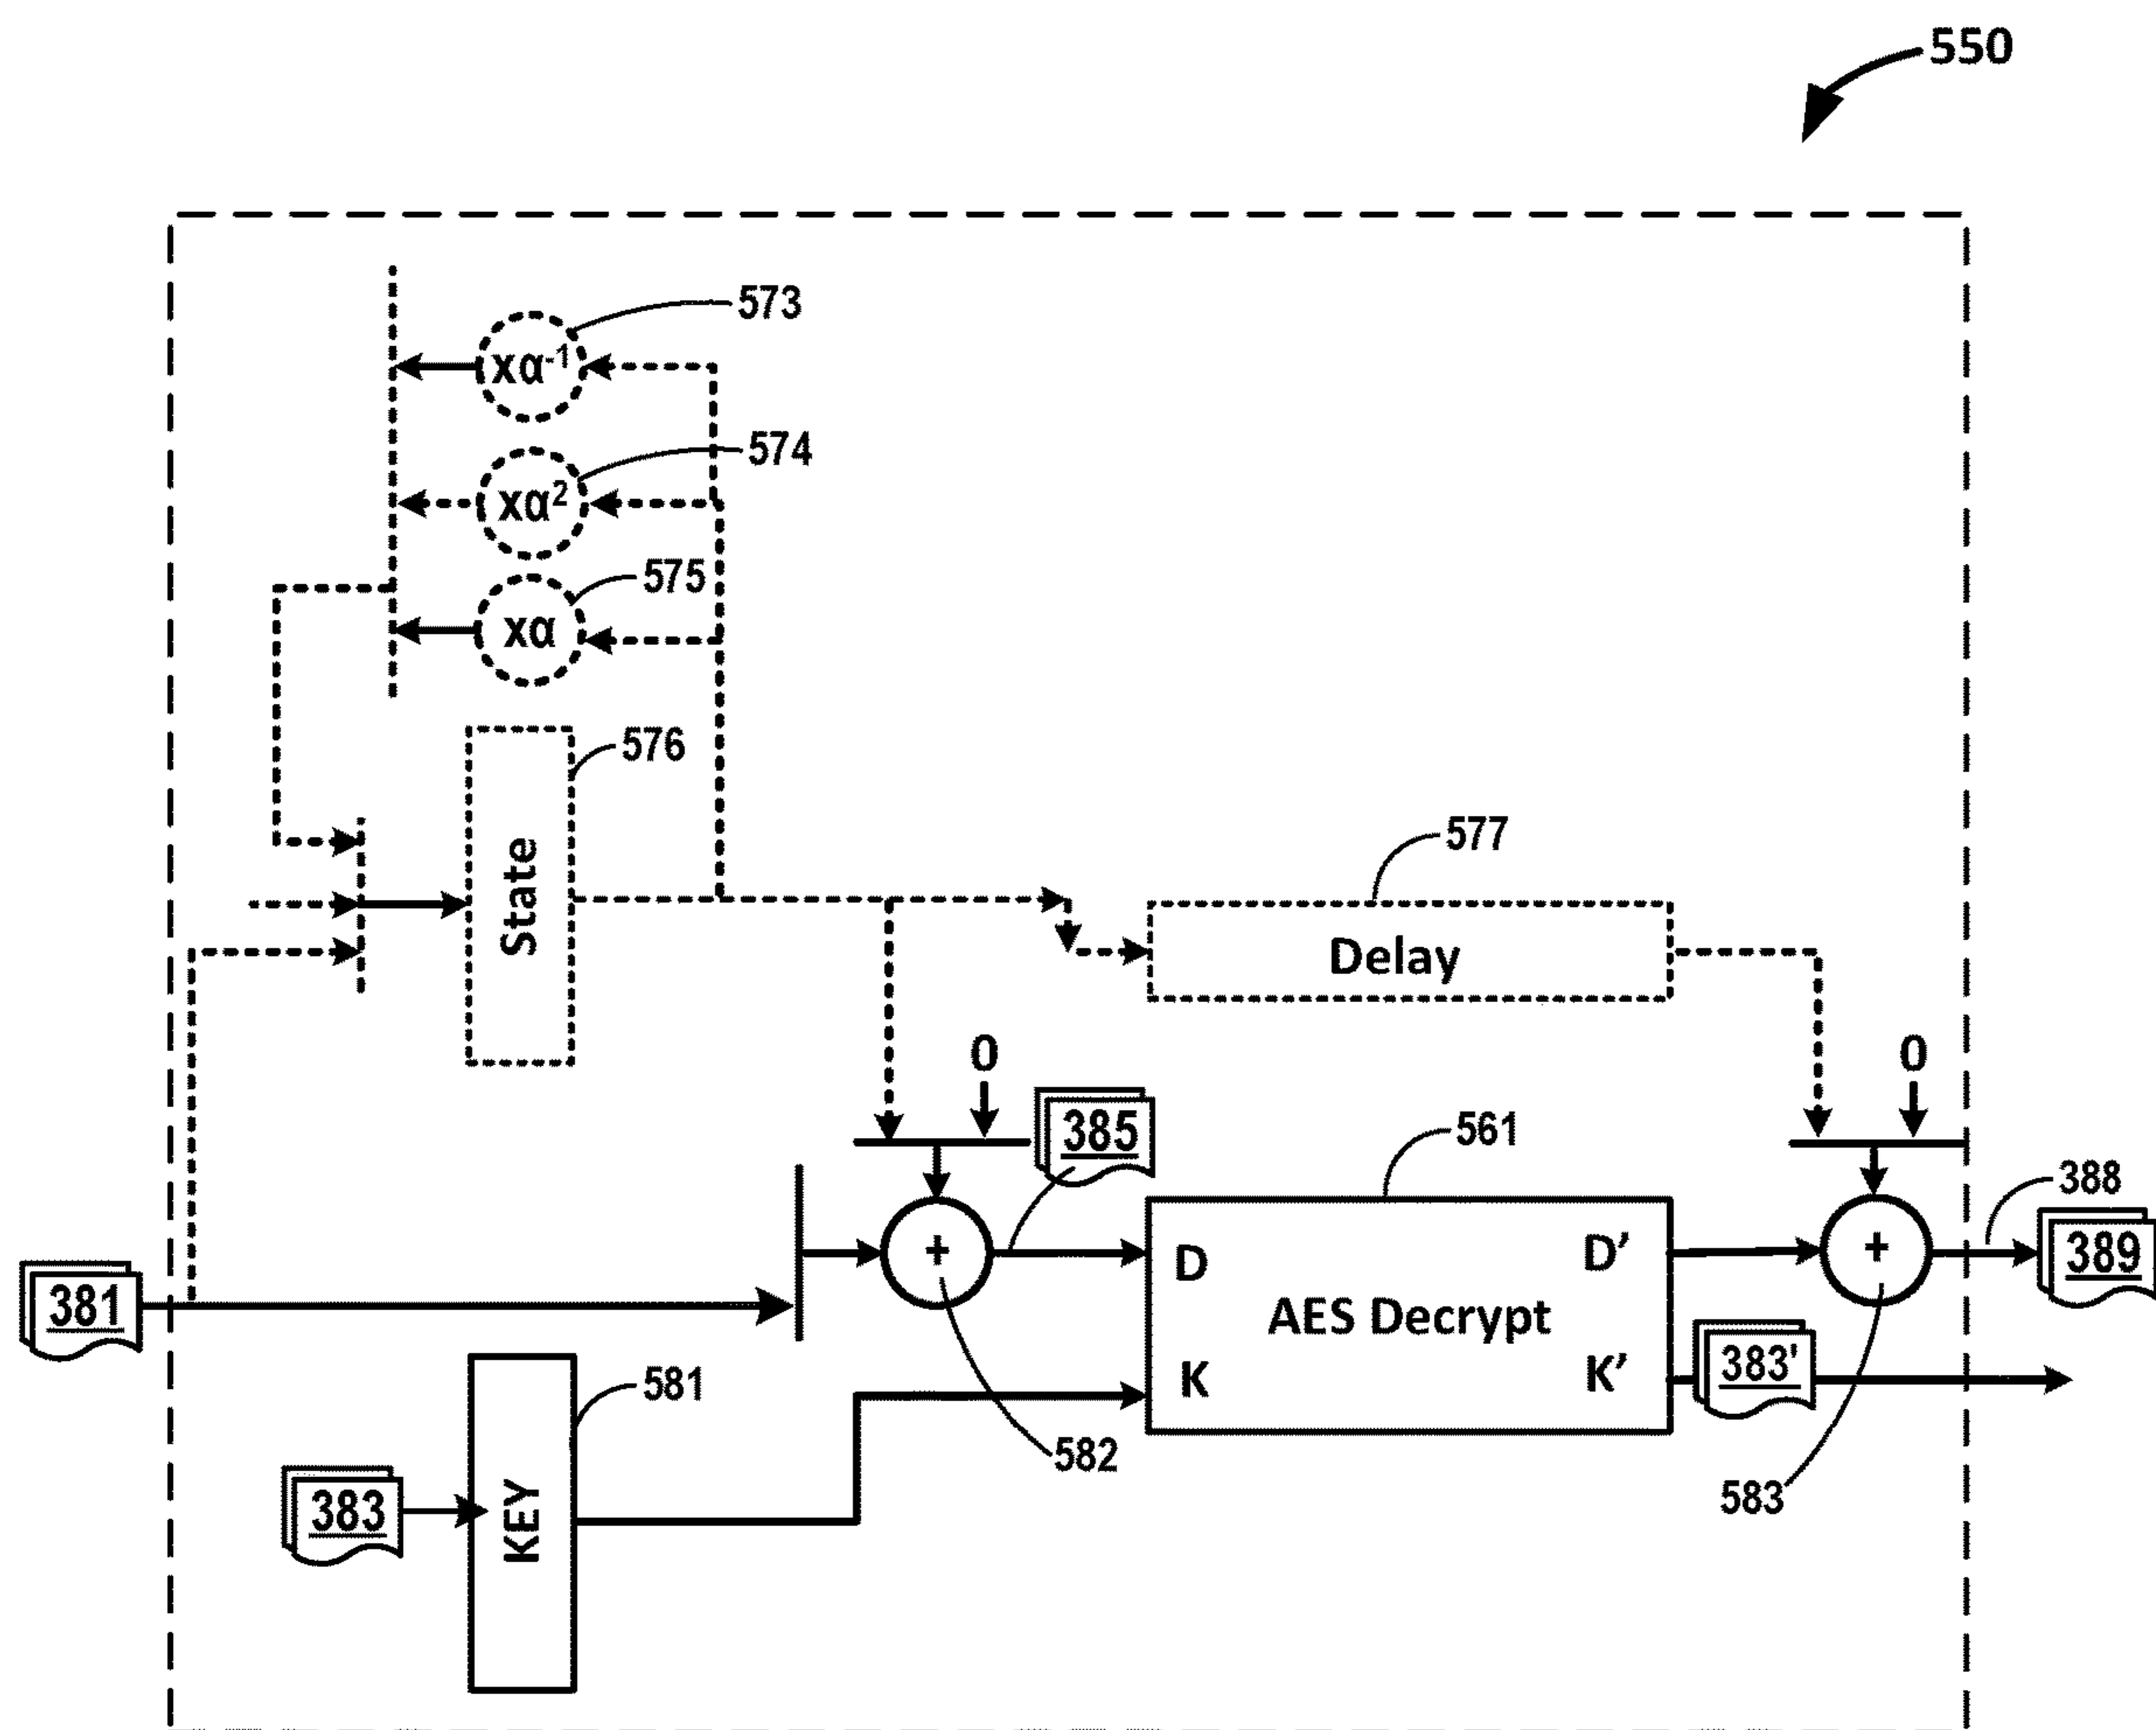 550
573
xα⁻¹
574
xα²
575
xα
576
State
577
Delay
0
0
385
561
388
D
D'
389
381
AES Decrypt
383'
K
K'
581
582
583
383
KEY